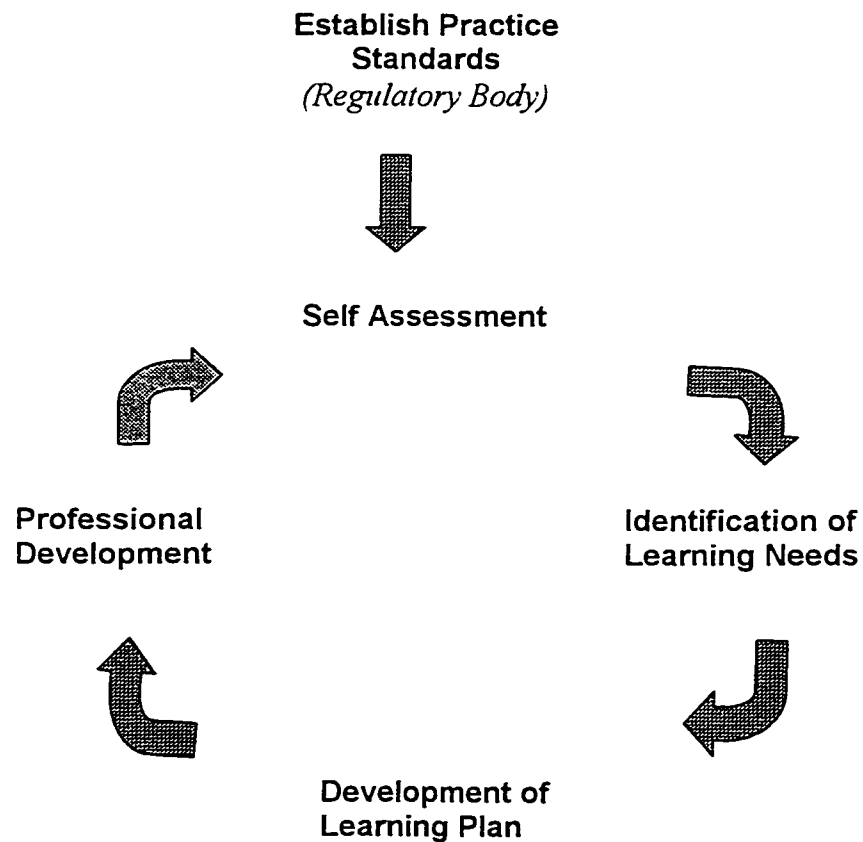 Establish Practice
Standards
(Regulatory Body)
Self Assessment
Professional
Development
Identification of
Learning Needs
Development of
Learning Plan